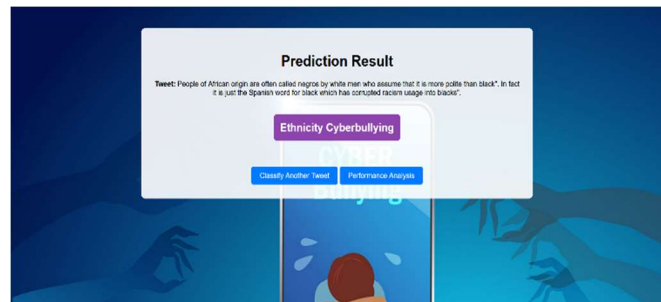 Prediction Result
Tweet: People of African origin are often called negros by white men who assume that it is more polite than black". In fact
it is just the Spanish word for black which has corrupted racism usage into blacks".
Ethnicity Cyberbullying
CYBER
Classify Another Tweet Performance Analysis
Bullying